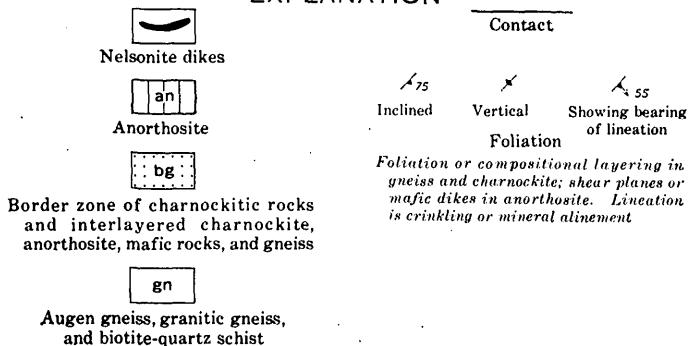 EXPLANATION
Nelsonite dikes
an
Anorthosite
bg
Border zone of charnockitic rocks
and interlayered charnockite,
anorthosite, mafic rocks, and gneiss
gn
Augen gneiss, granitic gneiss,
and biotite-quartz schist
Contact
75
55
Inclined
Vertical
Showing bearing
of lineation
Foliation
Foliation or compositional layering in
gneiss and charnockite; shear planes or
mafic dikes in anorthosite. Lineation
is crinkling or mineral alinement